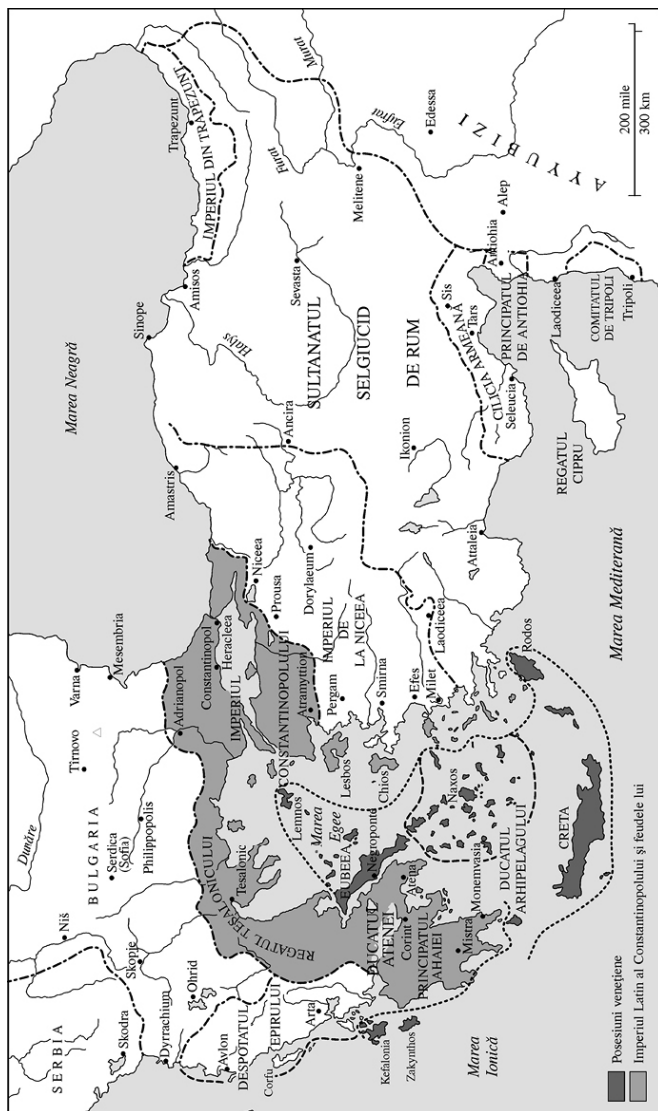 Marea Neagră
Dunăre
SERBIA
Niš
Skodra
Skopje
BULGARIA
Tîrnovo
Varna
Mesembria
Serdica
(Sofia)
Philippopolis
Dyrrachium
Ohrid
Avlon
DESPOTATUL
EPIRULUI
Corfu
Arta
Adrianopol
Constantinopol
Heracleea
IMPERIUL
CONSTANTINOPOLULUI
Tesalonic
REGATUL TESALONICULUI
Niceea
Prousa
Dorylaeum
Atramyttion
IMPERIUL
DE
LA NICEEA
Pergam
Smirna
Efes
Milet
Laodiceea
Lesbos
Chios
Lemnos
Marea
Egee
EUBEEA
Negroponte
DUCATUL
ATENEI
Atena
Corint
PRINCIPATUL
AHAIEI
Mistra
Monemvasia
Naxos
DUCATUL
ARHIPELAGULUI
Kefalonia
Zakynthos
Marea
Ionică
CRETA
Rodos
Marea Mediterană
Amastris
Sinope
Amisos
Trapezunt
IMPERIUL DIN TRAPEZUNT
Ancira
Halys
Sevasta
SULTANATUL
SELGIUCID
DE RUM
Ikonion
Attaleia
Murat
Eufrat
Melitene
Edessa
AYYUBIZI
Sis
Tars
CILICIA ARMEANĂ
Seleucia
Antiohia
Alep
PRINCIPATUL
DE ANTIOHIA
Laodiceea
COMITATUL
DE TRIPOLI
Tripoli
REGATUL
CIPRU
200 mile
300 km
Posesiuni venețiene
Imperiul Latin al Constantinopolului și feudele lui